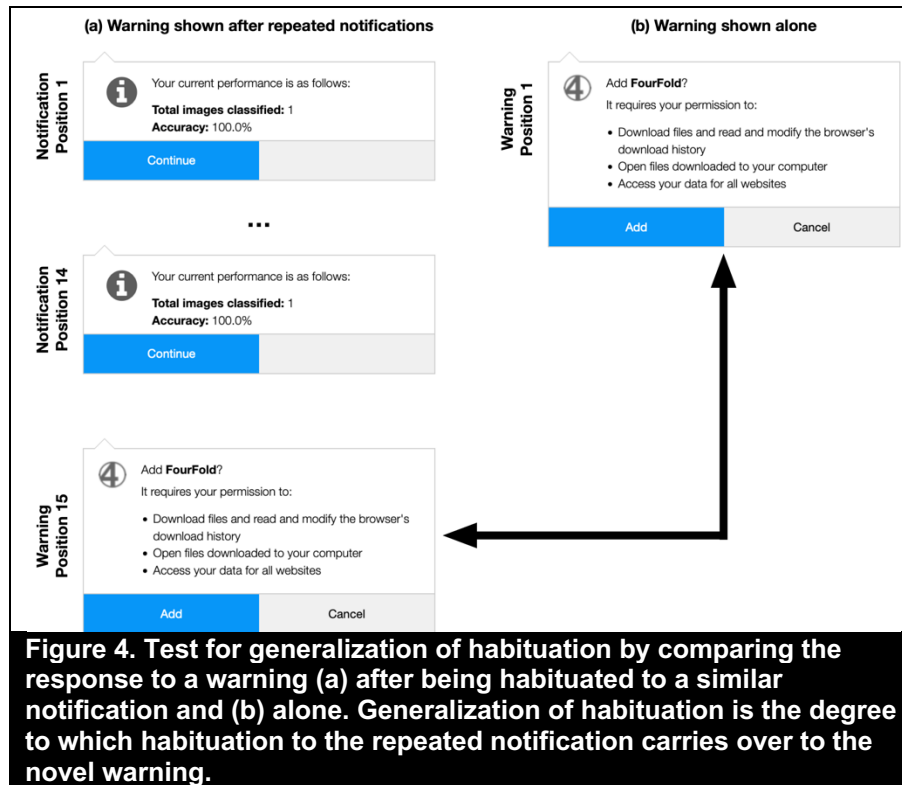 (a) Warning shown after repeated notifications
Notification
Position 1
Your current performance is as follows:
Total images classified: 1
Accuracy: 100.0%
Continue
...
Notification
Position 14
Your current performance is as follows:
Total images classified: 1
Accuracy: 100.0%
Continue
Warning
Position 15
4
Add FourFold?
It requires your permission to:
• Download files and read and modify the browser's
download history
• Open files downloaded to your computer
• Access your data for all websites
Add
Cancel
(b) Warning shown alone
Warning
Position 1
4
Add FourFold?
It requires your permission to:
• Download files and read and modify the browser's
download history
• Open files downloaded to your computer
• Access your data for all websites
Add
Cancel
Figure 4. Test for generalization of habituation by comparing the
response to a warning (a) after being habituated to a similar
notification and (b) alone. Generalization of habituation is the degree
to which habituation to the repeated notification carries over to the
novel warning.